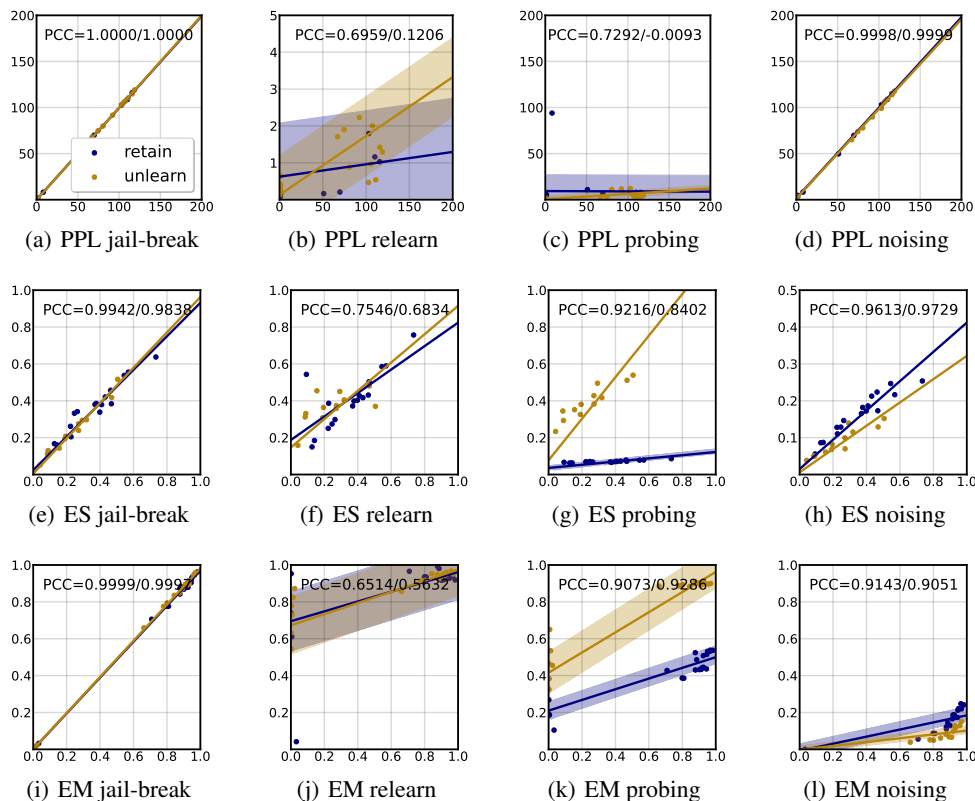 200
150
100
50
0 50 100 150 200
PCC=1.0000/1.0000
retain
unlearn
(a) PPL jail-break
5
4
3
2
1
0 50 100 150 200
PCC=0.6959/0.1206
(b) PPL relearn
200
150
100
50
0 50 100 150 200
PCC=0.7292/-0.0093
(c) PPL probing
200
150
100
50
0 50 100 150 200
PCC=0.9998/0.9999
(d) PPL noising
1.0
0.8
0.6
0.4
0.2
0.0 0.2 0.4 0.6 0.8 1.0
PCC=0.9942/0.9838
(e) ES jail-break
1.0
0.8
0.6
0.4
0.2
0.0 0.2 0.4 0.6 0.8 1.0
PCC=0.7546/0.6834
(f) ES relearn
1.0
0.8
0.6
0.4
0.2
0.0 0.2 0.4 0.6 0.8 1.0
PCC=0.9216/0.8402
(g) ES probing
0.5
0.4
0.3
0.2
0.1
0.0 0.2 0.4 0.6 0.8 1.0
PCC=0.9613/0.9729
(h) ES noising
1.0
0.8
0.6
0.4
0.2
0.0 0.2 0.4 0.6 0.8 1.0
PCC=0.9999/0.9997
(i) EM jail-break
1.0
0.8
0.6
0.4
0.2
0.0 0.2 0.4 0.6 0.8 1.0
PCC=0.6514/0.5632
(j) EM relearn
1.0
0.8
0.6
0.4
0.2
0.0 0.2 0.4 0.6 0.8 1.0
PCC=0.9073/0.9286
(k) EM probing
1.0
0.8
0.6
0.4
0.2
0.0 0.2 0.4 0.6 0.8 1.0
PCC=0.9143/0.9051
(l) EM noising